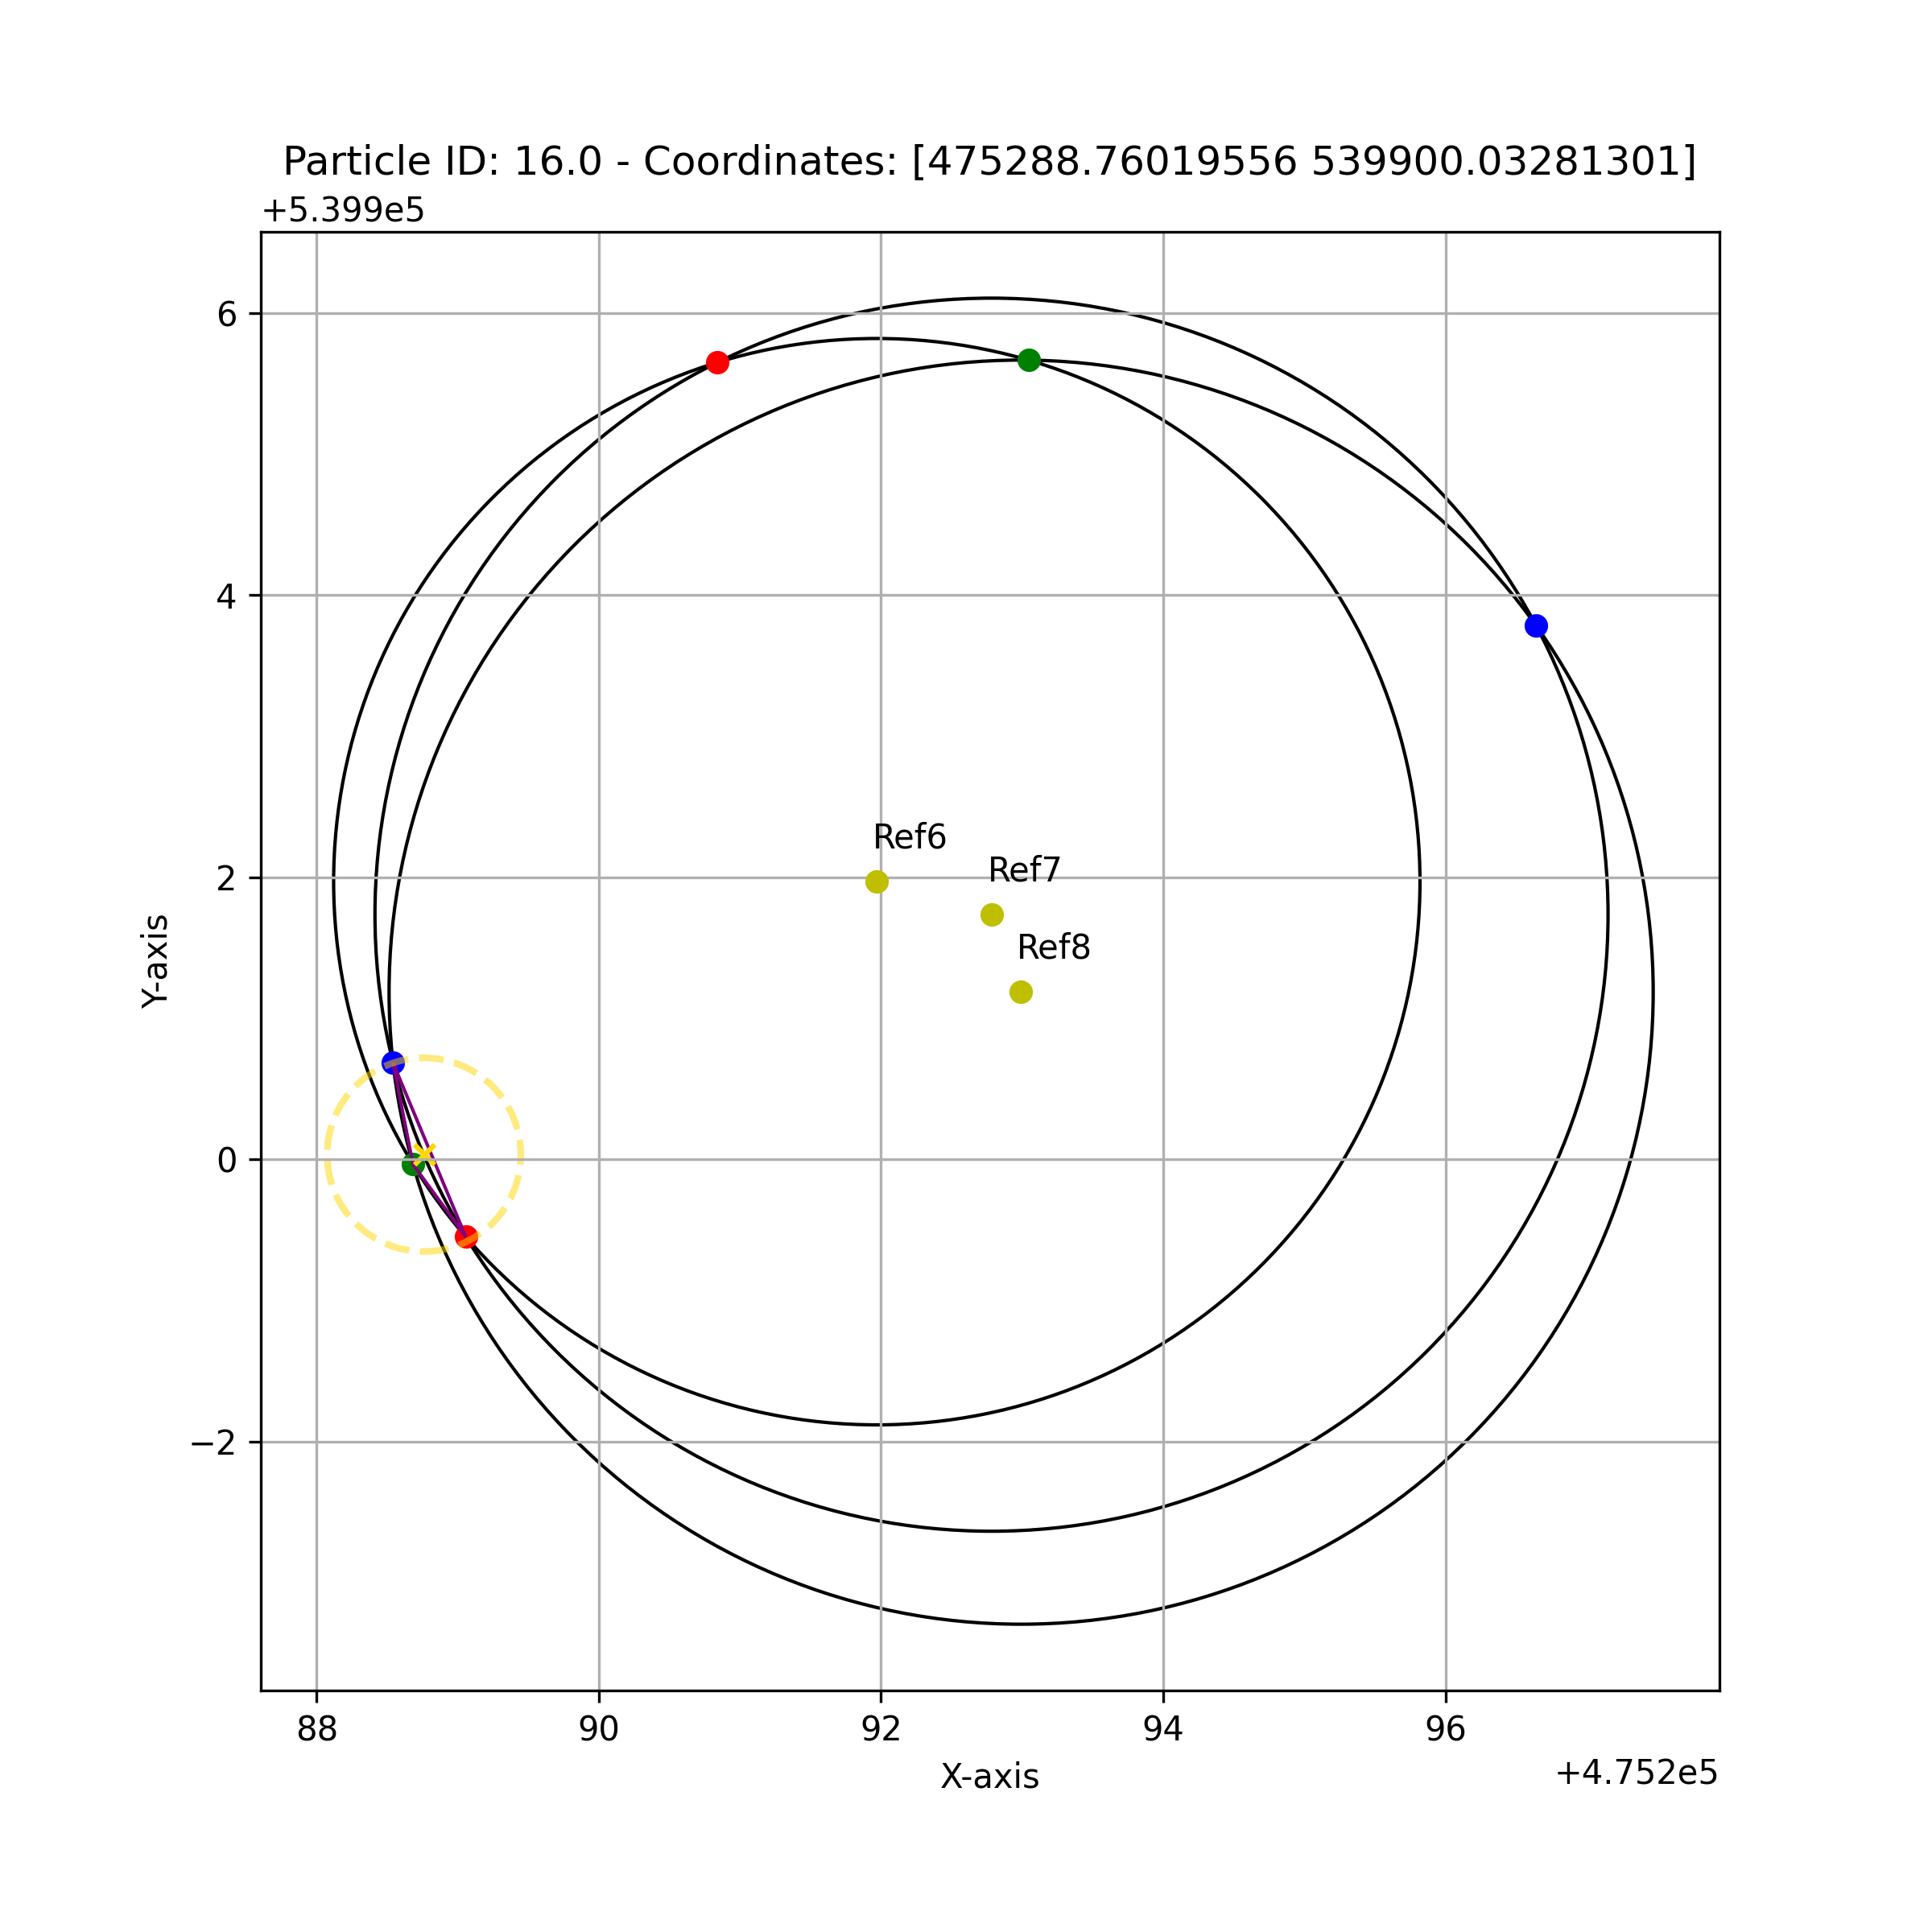 Particle ID: 16.0 - Coordinates: [475288.76019556 539900.03281301]
+5.399e5
6
4
2
0
−2
Y-axis
Ref6
Ref7
Ref8
88 90 92 94 96
X-axis
+4.752e5